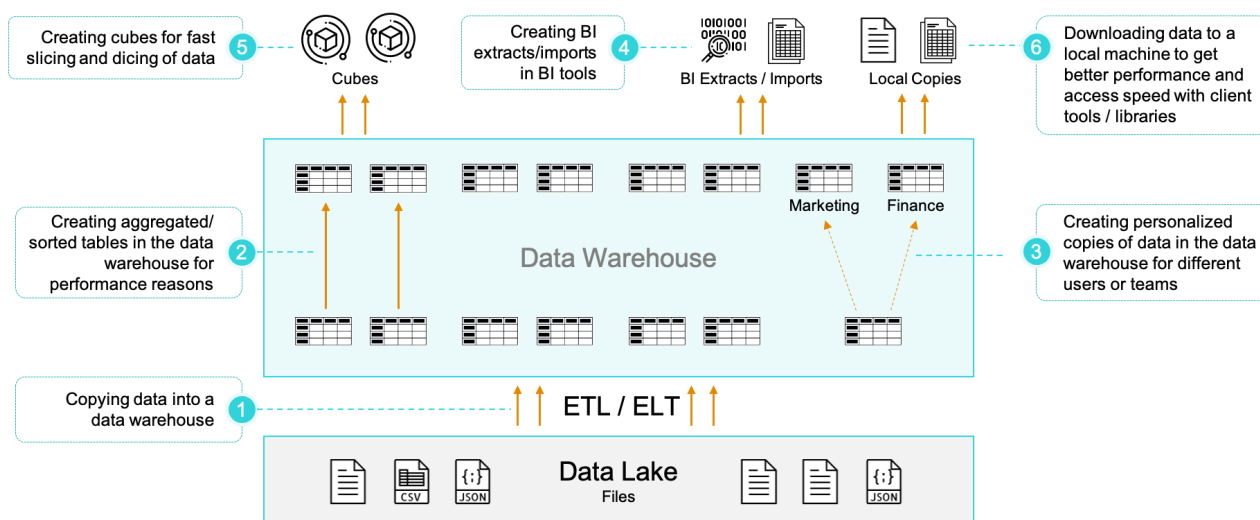 Creating cubes for fast
slicing and dicing of data
5
Cubes
Creating BI
extracts/imports
in BI tools
4
BI Extracts / Imports
Local Copies
6
Downloading data to a
local machine to get
better performance and
access speed with client
tools / libraries
Marketing
Finance
Creating aggregated/
sorted tables in the data
warehouse for
performance reasons
2
Data Warehouse
3
Creating personalized
copies of data in the data
warehouse for different
users or teams
Copying data into a
data warehouse
1
ETL / ELT
Data Lake
Files
CSV
{;}
JSON
{;}
JSON